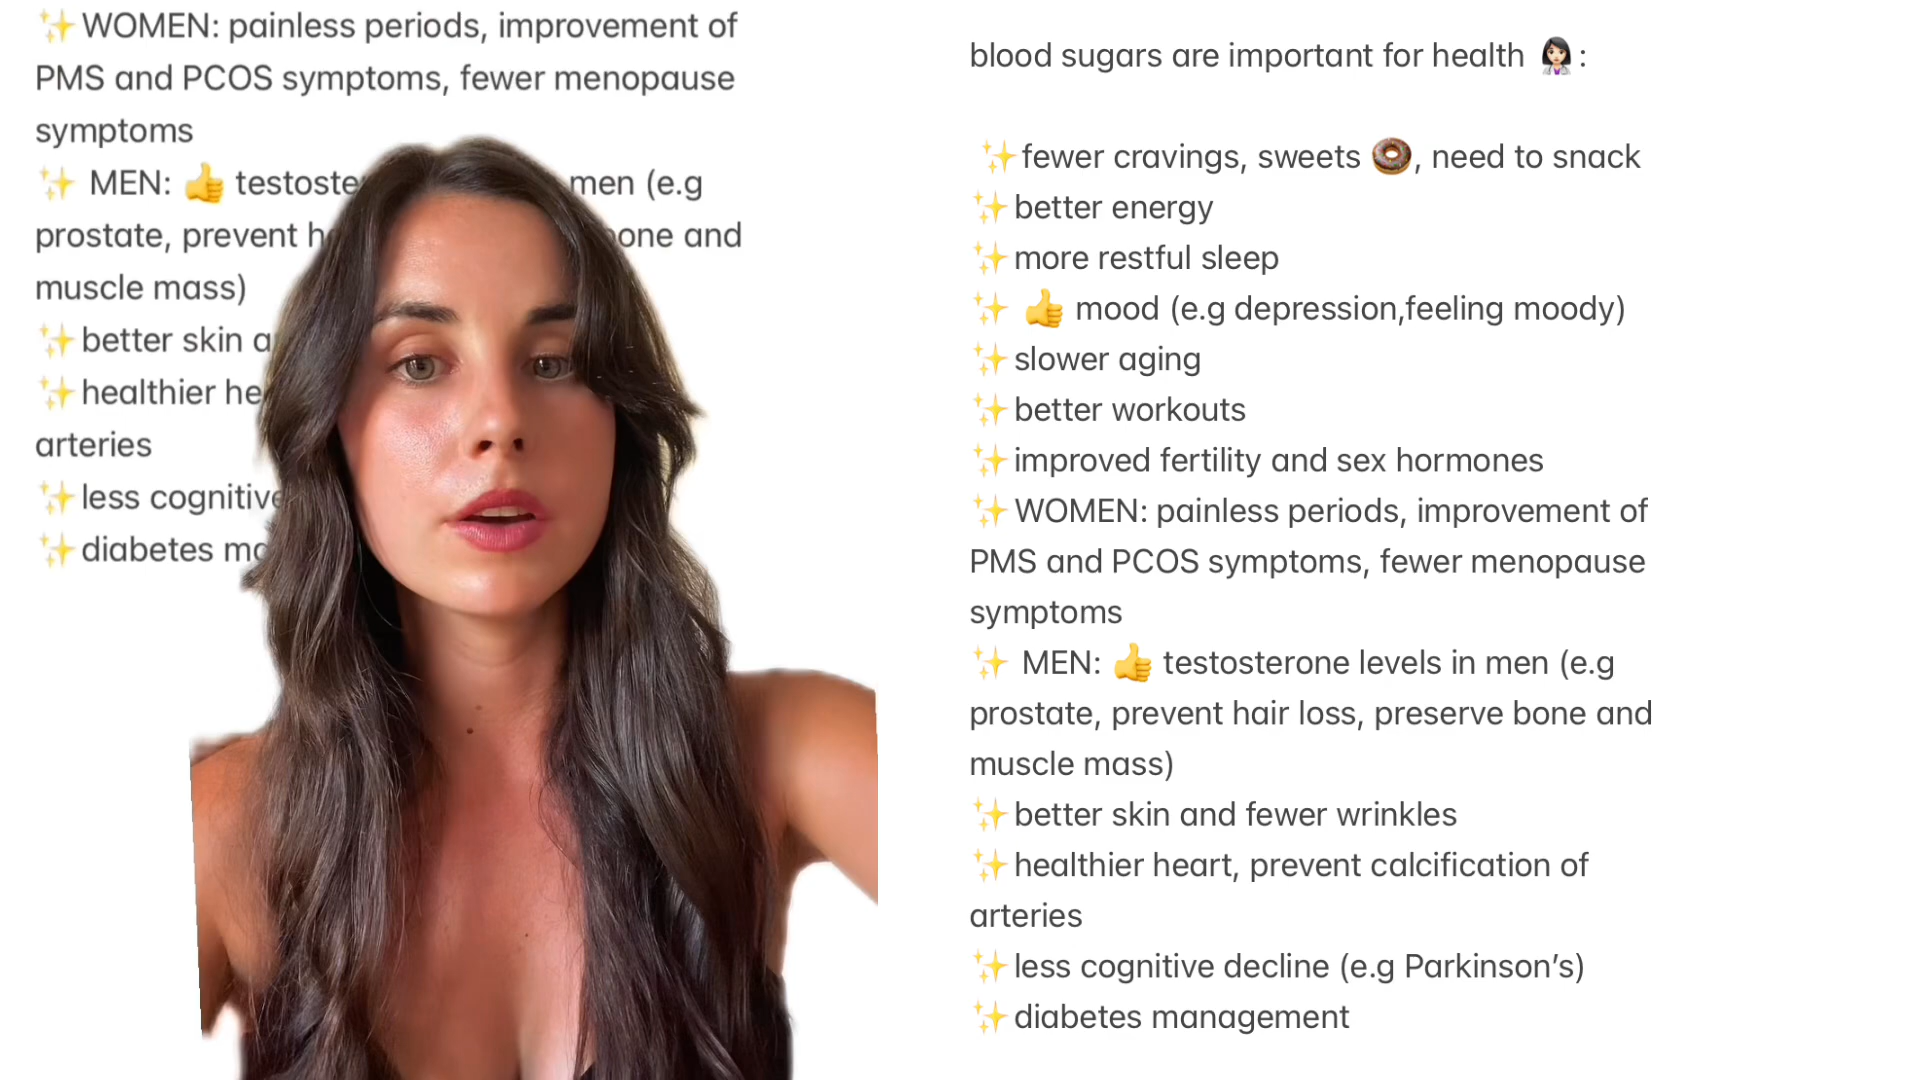 ✨WOMEN: painless periods, improvement of
PMS and PCOS symptoms, fewer menopause
symptoms
✨ MEN: 👍 testoste men (e.g
prostate, prevent h one and
muscle mass)
✨better skin a
✨healthier he
arteries
✨less cognitive
✨diabetes ma
blood sugars are important for health 👩🏻‍⚕️:
✨fewer cravings, sweets 🍩, need to snack
✨better energy
✨more restful sleep
✨ 👍 mood (e.g depression,feeling moody)
✨slower aging
✨better workouts
✨improved fertility and sex hormones
✨WOMEN: painless periods, improvement of
PMS and PCOS symptoms, fewer menopause
symptoms
✨ MEN: 👍 testosterone levels in men (e.g
prostate, prevent hair loss, preserve bone and
muscle mass)
✨better skin and fewer wrinkles
✨healthier heart, prevent calcification of
arteries
✨less cognitive decline (e.g Parkinson’s)
✨diabetes management